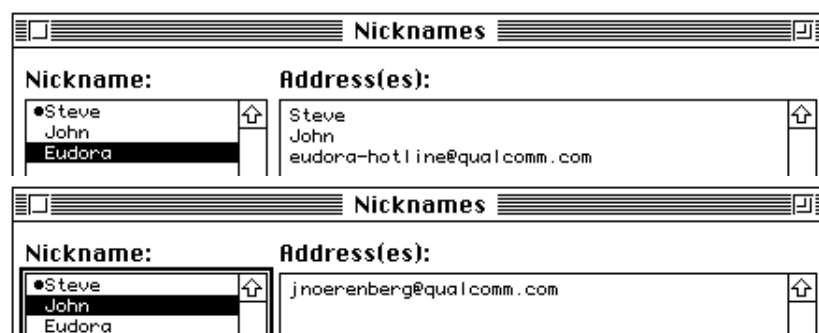 Nicknames
Nickname:
Address(es):
•Steve
John
Eudora
Steve
John
eudora-hotline@qualcomm.com
Nicknames
Nickname:
Address(es):
•Steve
John
Eudora
jnoerenberg@qualcomm.com